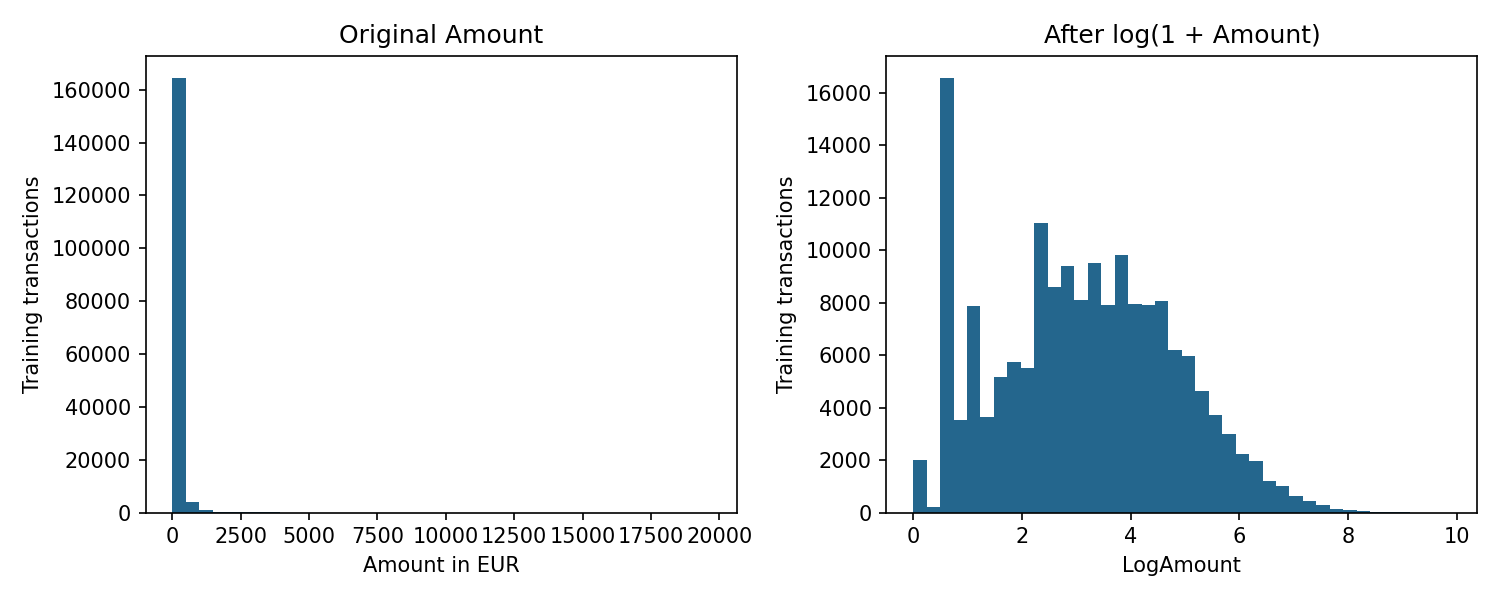 Original Amount
Training transactions
160000
140000
120000
100000
80000
60000
40000
20000
0
0 2500 5000 7500 10000 12500 15000 17500 20000
Amount in EUR
After log(1 + Amount)
Training transactions
16000
14000
12000
10000
8000
6000
4000
2000
0
0 2 4 6 8 10
LogAmount